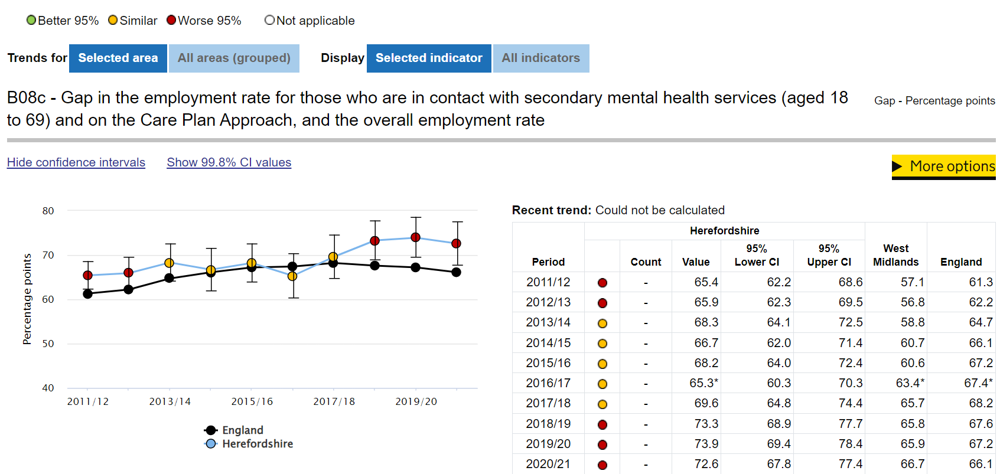 Better 95% Similar Worse 95% Not applicable
Trends for Selected area All areas (grouped) Display Selected indicator All indicators
B08c - Gap in the employment rate for those who are in contact with secondary mental health services (aged 18
to 69) and on the Care Plan Approach, and the overall employment rate
Gap - Percentage points
Hide confidence intervals Show 99.8% CI values
More options
80
70
60
50
40
Percentage points
2011/12 2013/14 2015/16 2017/18 2019/20
England
Herefordshire
Recent trend: Could not be calculated
Herefordshire
Period Count Value 95% Lower CI 95% Upper CI West Midlands England
2011/12 - 65.4 62.2 68.6 57.1 61.3
2012/13 - 65.9 62.3 69.5 56.8 62.2
2013/14 - 68.3 64.1 72.5 58.8 64.7
2014/15 - 66.7 62.0 71.4 60.7 66.1
2015/16 - 68.2 64.0 72.4 60.6 67.2
2016/17 - 65.3* 60.3 70.3 63.4* 67.4*
2017/18 - 69.6 64.8 74.4 65.7 68.2
2018/19 - 73.3 68.9 77.7 65.8 67.6
2019/20 - 73.9 69.4 78.4 65.9 67.2
2020/21 - 72.6 67.8 77.4 66.7 66.1